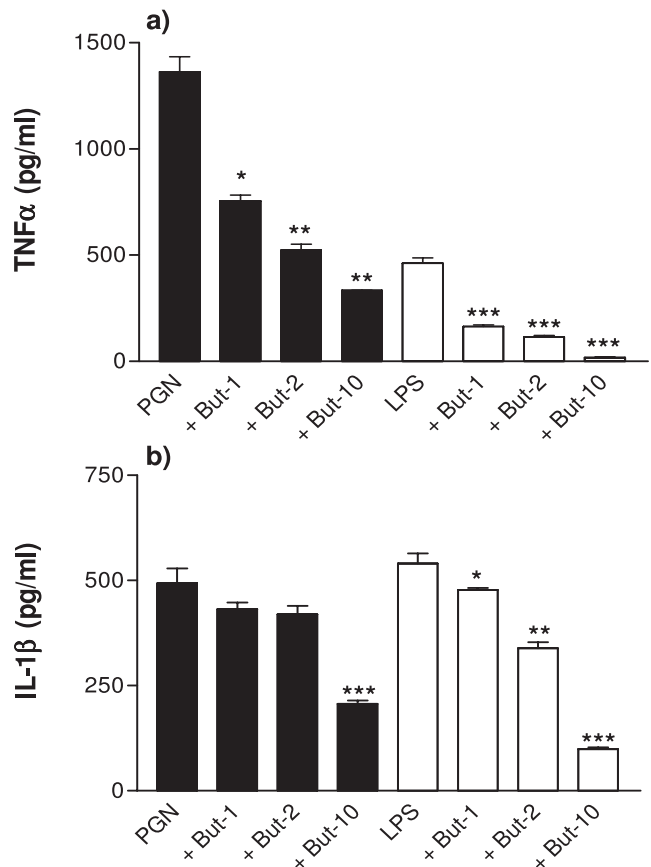 a)
TNFα (pg/ml)
1500
1000
500
0
*
**
**
***
***
***
PGN
+ But-1
+ But-2
+ But-10
LPS
+ But-1
+ But-2
+ But-10
b)
IL-1β (pg/ml)
750
500
250
0
***
*
**
***
PGN
+ But-1
+ But-2
+ But-10
LPS
+ But-1
+ But-2
+ But-10